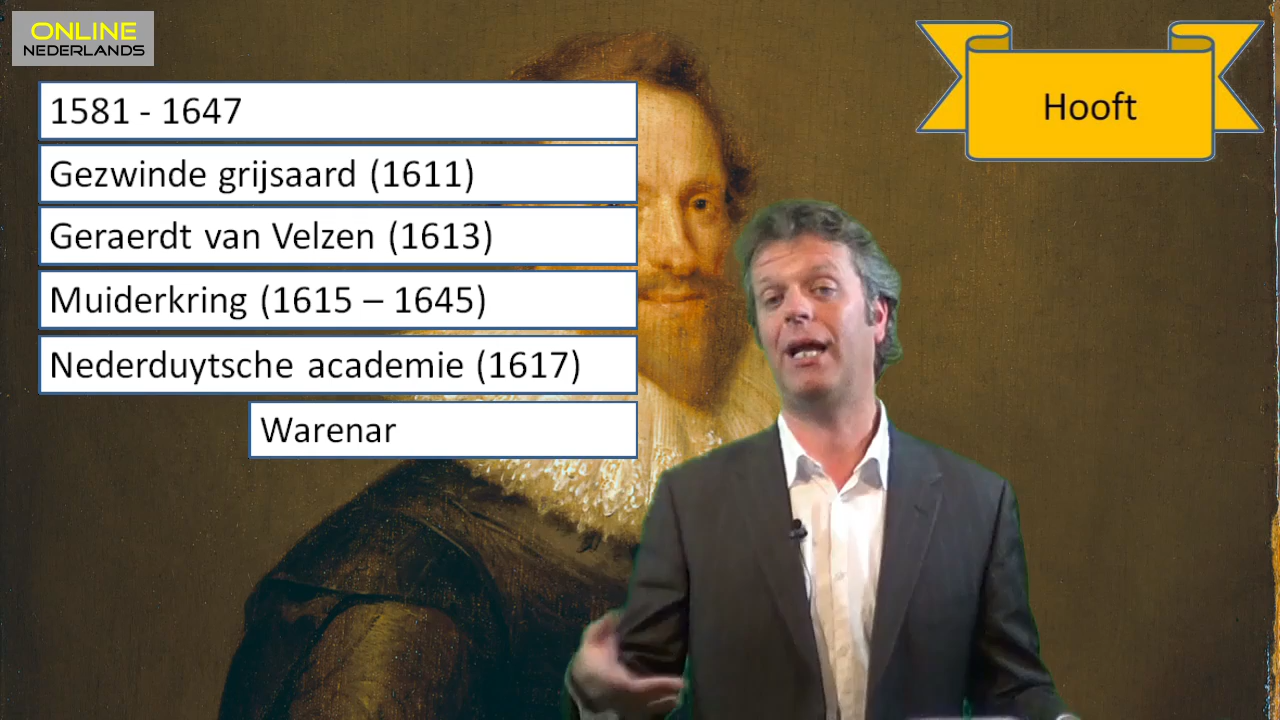 ONLINE
NEDERLANDS
Hooft
1581 - 1647
Gezwinde grijsaard (1611)
Geraerdt van Velzen (1613)
Muiderkring (1615 – 1645)
Nederduytsche academie (1617)
Warenar